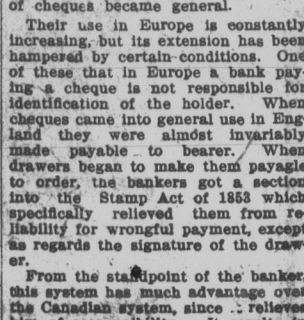 of cheques became general.
Their use in Europe is constantly
increasing, but its extension has been
hampered by certain conditions. One
of these that in Europe a bank pay
ing a cheque is not responsible for
identification of the holder. When
cheques came into general use in Eng-
land they were almost invariably
made payable to bearer. When
drawers began to make them payagle
to order, the bankers got a section
into the Stamp Act of 1853 which
specifically relieved them from re-
liability for wrongful payment, except
as regards the signature of the draw-
er.
From the standpoint of the banker,
this system has much advantage over
the Canadian system, since it relieves